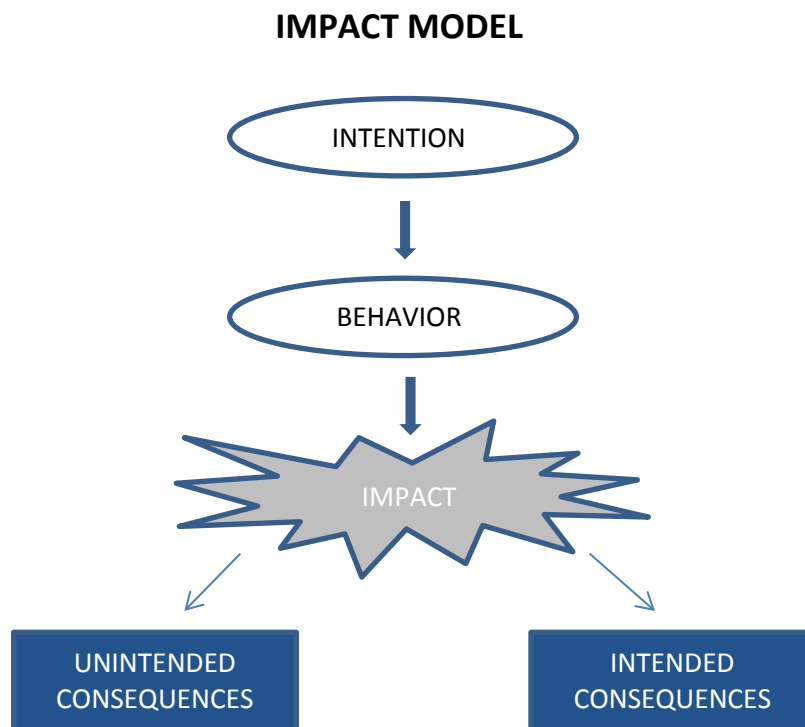 IMPACT MODEL
INTENTION
BEHAVIOR
IMPACT
UNINTENDED
CONSEQUENCES
INTENDED
CONSEQUENCES